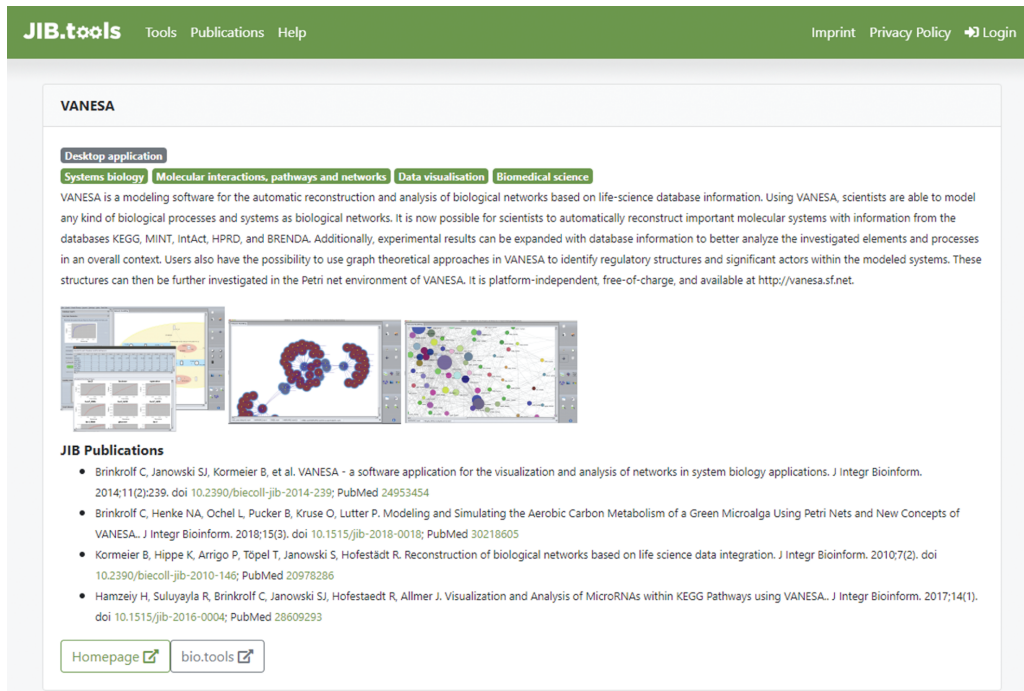 JIB.tools Tools Publications Help Imprint Privacy Policy Login
VANESA
Desktop application
Systems biology Molecular interactions, pathways and networks Data visualisation Biomedical science
VANESA is a modeling software for the automatic reconstruction and analysis of biological networks based on life-science database information. Using VANESA, scientists are able to model
any kind of biological processes and systems as biological networks. It is now possible for scientists to automatically reconstruct important molecular systems with information from the
databases KEGG, MINT, IntAct, HPRD, and BRENDA. Additionally, experimental results can be expanded with database information to better analyze the investigated elements and processes
in an overall context. Users also have the possibility to use graph theoretical approaches in VANESA to identify regulatory structures and significant actors within the modeled systems. These
structures can then be further investigated in the Petri net environment of VANESA. It is platform-independent, free-of-charge, and available at http://vanesa.sf.net.
JIB Publications
• Brinkrolf C, Janowski SJ, Kormeier B, et al. VANESA - a software application for the visualization and analysis of networks in system biology applications. J Integr Bioinform.
2014;11(2):239. doi 10.2390/biecoll-jib-2014-239; PubMed 24953454
• Brinkrolf C, Henke NA, Ochel L, Pucker B, Kruse O, Lutter P. Modeling and Simulating the Aerobic Carbon Metabolism of a Green Microalga Using Petri Nets and New Concepts of
VANESA.. J Integr Bioinform. 2018;15(3). doi 10.1515/jib-2018-0018; PubMed 30218605
• Kormeier B, Hippe K, Arrigo P, Töpel T, Janowski S, Hofestädt R. Reconstruction of biological networks based on life science data integration. J Integr Bioinform. 2010;7(2). doi
10.2390/biecoll-jib-2010-146; PubMed 20978286
• Hamzeiy H, Suluyayla R, Brinkrolf C, Janowski SJ, Hofestaedt R, Allmer J. Visualization and Analysis of MicroRNAs within KEGG Pathways using VANESA.. J Integr Bioinform. 2017;14(1).
doi 10.1515/jib-2016-0004; PubMed 28609293
Homepage bio.tools